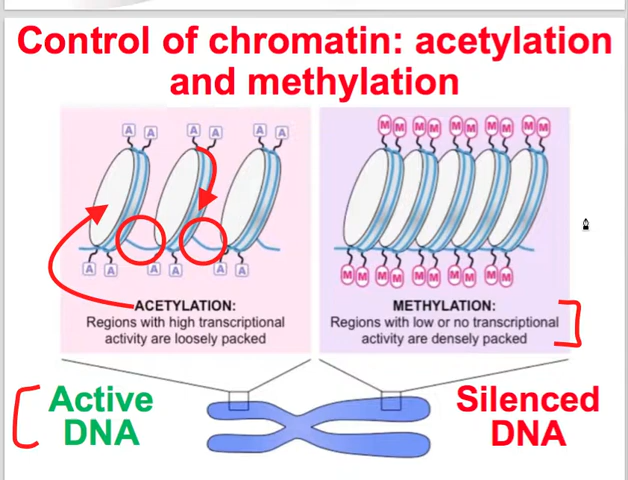 Control of chromatin: acetylation
and methylation
A A A A A A
M M M M M M M M M M
A A A A A A
M M M M M M M M M M
ACETYLATION:
Regions with high transcriptional
activity are loosely packed
METHYLATION:
Regions with low or no transcriptional
activity are densely packed
Active
DNA
Silenced
DNA